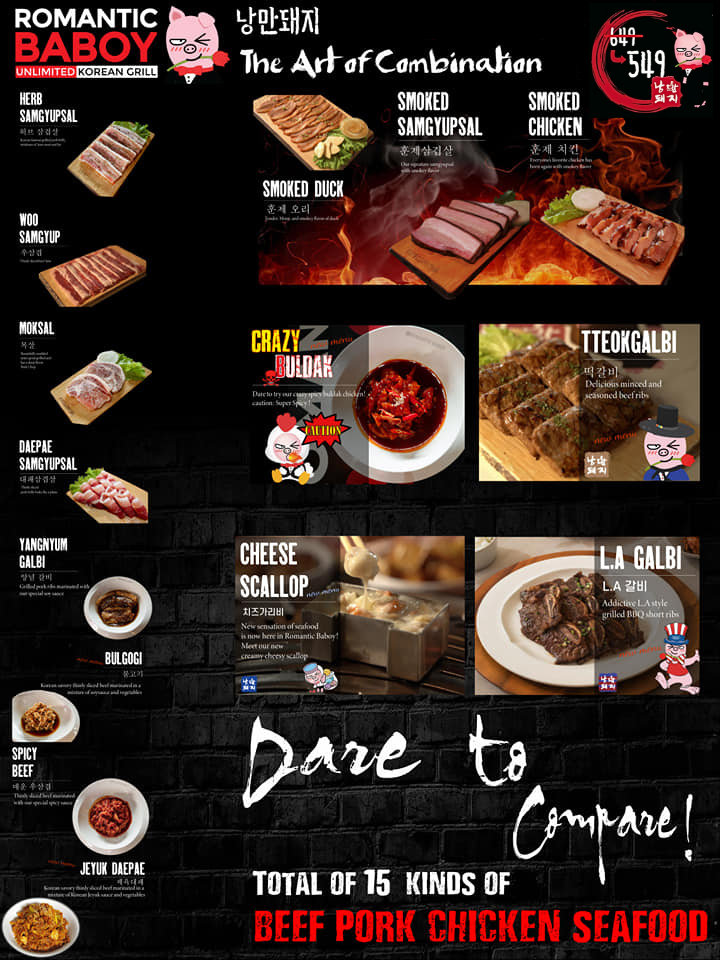 ROMANTIC
BABOY
UNLIMITED KOREAN GRILL
낭만돼지
The Art of Combination
649
549
낭만
돼지
HERB
SAMGYUPSAL
허브 삼겹살
WOO
SAMGYUP
우삼겹
MOKSAL
목살
DAEPAE
SAMGYUPSAL
대패삼겹살
YANGNYUM
GALBI
양념 갈비
Grilled pork ribs marinated with
our special soy sauce
new menu
BULGOGI
불고기
Korean savory thinly sliced beef marinated in a
mixture of soysauce and vegetables
SPICY
BEEF
매운 우삼겹
Thinly sliced beef marinated
with our special spicy sauce
new menu
JEYUK DAEPAE
제육대패
Korean savory thinly sliced beef marinated in a
mixture of Korean Jeyuk sauce and vegetables
SMOKED DUCK
훈제 오리
Tender Meat and smokey flavor of duck
SMOKED
SAMGYUPSAL
훈제삼겹살
Our signature samgyupsal
with smokey flavor
SMOKED
CHICKEN
훈제 치킨
Everyone's favorite chicken has
been again with smokey flavor
CRAZY
BULDAK
new menu
Dare to try our crazy spicy buldak chicken!
caution: Super Spicy!
CAUTION
TTEOKGALBI
떡갈비
Delicious minced and
seasoned beef ribs
new menu
낭만
돼지
CHEESE
SCALLOP
new menu
치즈가리비
New sensation of seafood
is now here in Romantic Baboy!
Meet our new
creamy cheesy scallop
낭만
돼지
L.A GALBI
L.A 갈비
Addictive L.A style
grilled BBQ short ribs
new menu
낭만
돼지
Dare to
Compare!
TOTAL OF 15 KINDS OF
BEEF PORK CHICKEN SEAFOOD